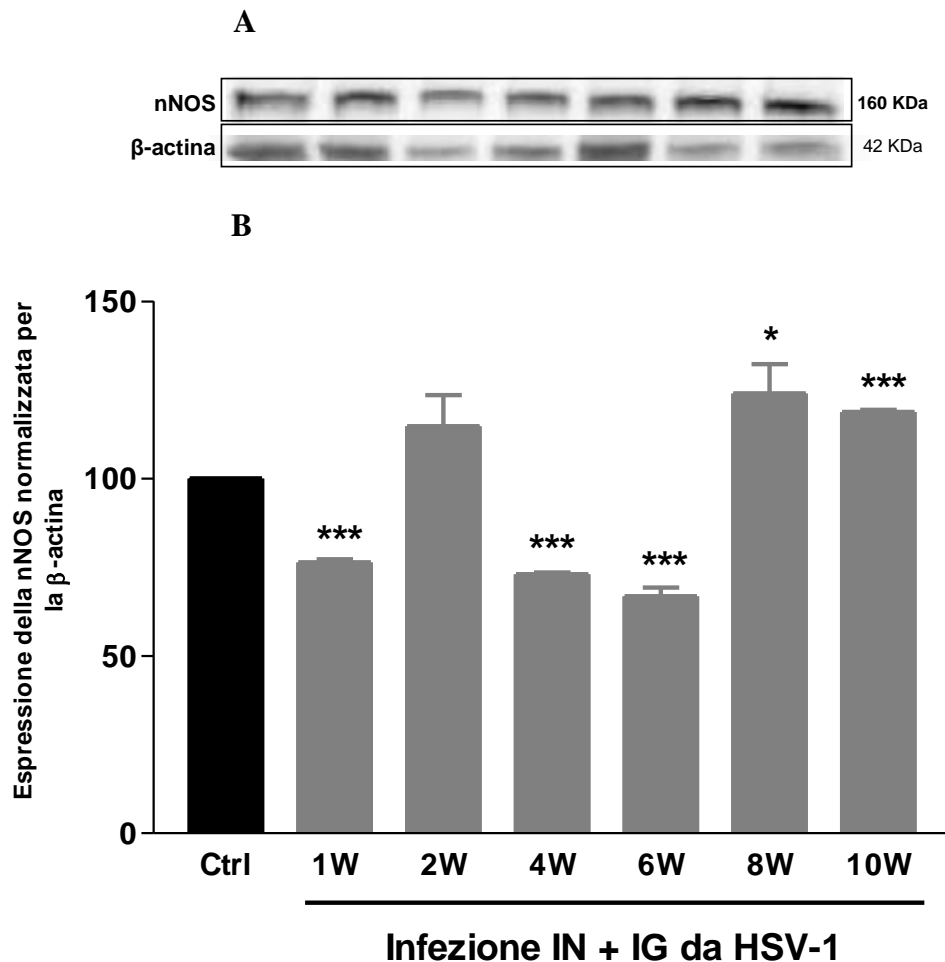 A
nNOS
160 KDa
β-actina
42 KDa
B
Espressione della nNOS normalizzata per
la β-actina
150
100
50
0
***
***
***
*
***
Ctrl
1W
2W
4W
6W
8W
10W
Infezione IN + IG da HSV-1